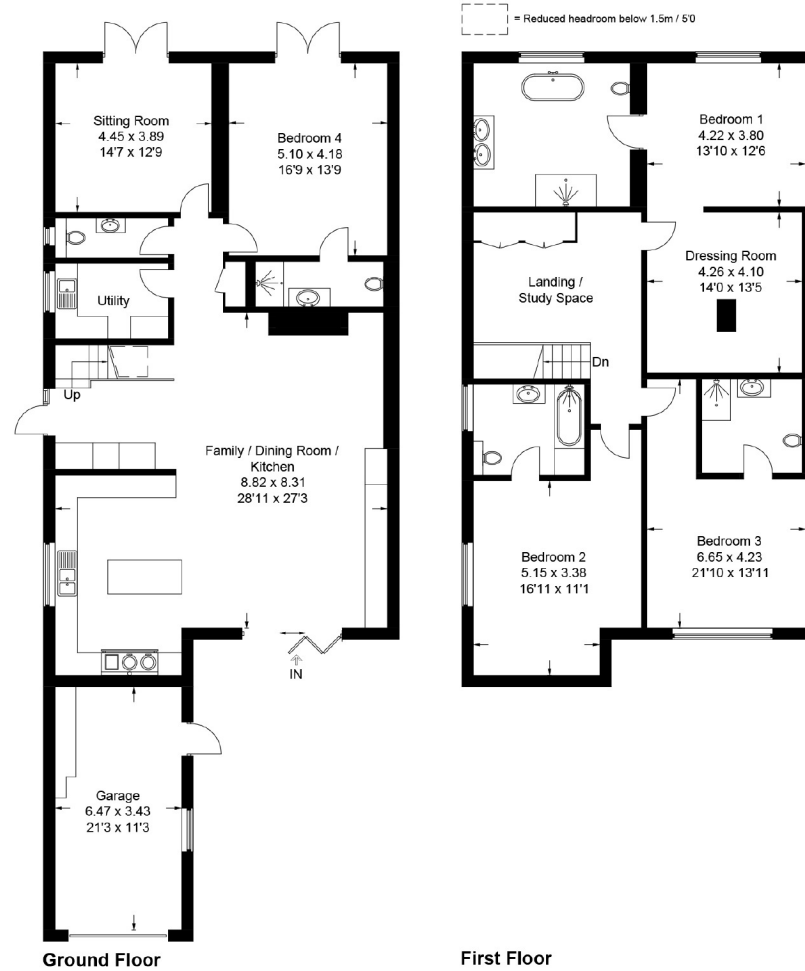 = Reduced headroom below 1.5m / 5'0
Sitting Room
4.45 x 3.89
14'7 x 12'9
Bedroom 4
5.10 x 4.18
16'9 x 13'9
Utility
Up
Family / Dining Room /
Kitchen
8.82 x 8.31
28'11 x 27'3
IN
Garage
6.47 x 3.43
21'3 x 11'3
Ground Floor
Bedroom 1
4.22 x 3.80
13'10 x 12'6
Dressing Room
4.26 x 4.10
14'0 x 13'5
Landing /
Study Space
Dn
Bedroom 2
5.15 x 3.38
16'11 x 11'1
Bedroom 3
6.65 x 4.23
21'10 x 13'11
First Floor